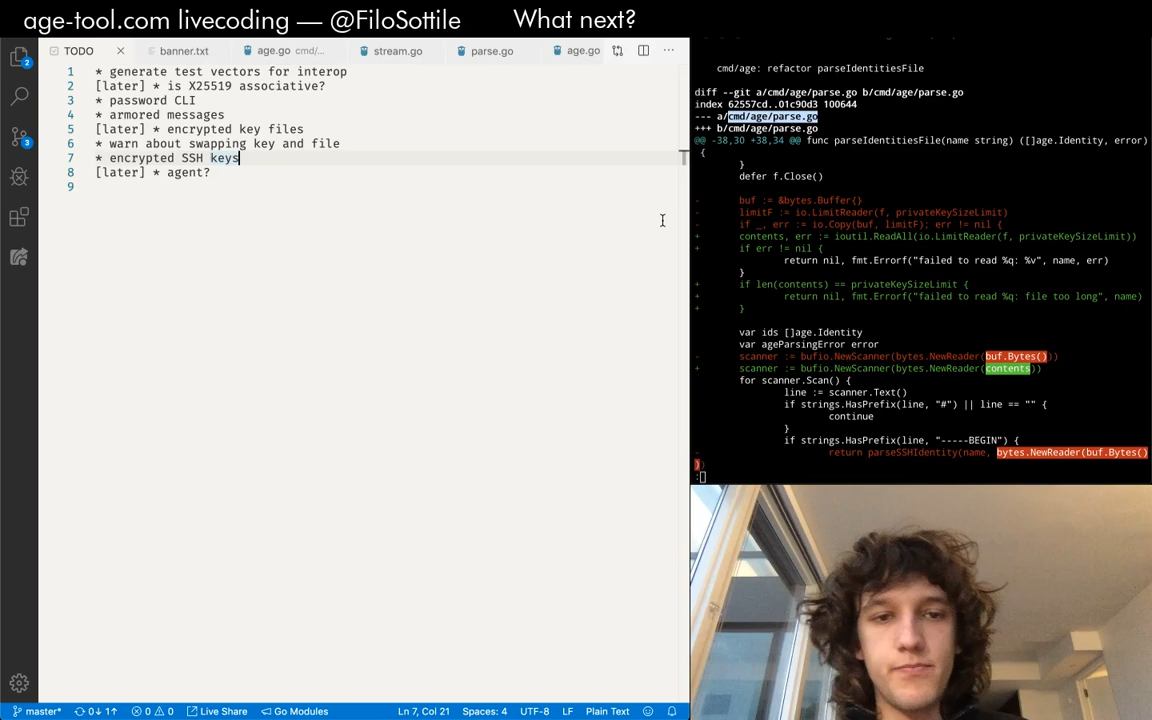 age-tool.com livecoding — @FiloSottile What next?
TODO × banner.txt age.go cmd/... stream.go parse.go age.go ...
1 * generate test vectors for interop
2 [later] * is X25519 associative?
3 * password CLI
4 * armored messages
5 [later] * encrypted key files
6 * warn about swapping key and file
7 * encrypted SSH keys
8 [later] * agent?
9
cmd/age: refactor parseIdentitiesFile
diff --git a/cmd/age/parse.go b/cmd/age/parse.go
index 62557cd..01c90d3 100644
--- a/cmd/age/parse.go
+++ b/cmd/age/parse.go
@@ -38,30 +38,34 @@ func parseIdentitiesFile(name string) ([]age.Identity, error)
{
}
defer f.Close()
- buf := &bytes.Buffer{}
- limitF := io.LimitReader(f, privateKeySizeLimit)
- if _, err := io.Copy(buf, limitF); err != nil {
+ contents, err := ioutil.ReadAll(io.LimitReader(f, privateKeySizeLimit))
+ if err != nil {
return nil, fmt.Errorf("failed to read %q: %v", name, err)
}
+ if len(contents) == privateKeySizeLimit {
+ return nil, fmt.Errorf("failed to read %q: file too long", name)
+ }
var ids []age.Identity
var ageParsingError error
- scanner := bufio.NewScanner(bytes.NewReader(buf.Bytes()))
+ scanner := bufio.NewScanner(bytes.NewReader(contents))
for scanner.Scan() {
line := scanner.Text()
if strings.HasPrefix(line, "#") || line == "" {
continue
}
if strings.HasPrefix(line, "-----BEGIN") {
- return parseSSHIdentity(name, bytes.NewReader(buf.Bytes()
))
:
2
3
master* 0↓ 1↑ 0 0 Live Share Go Modules Ln 7, Col 21 Spaces: 4 UTF-8 LF Plain Text